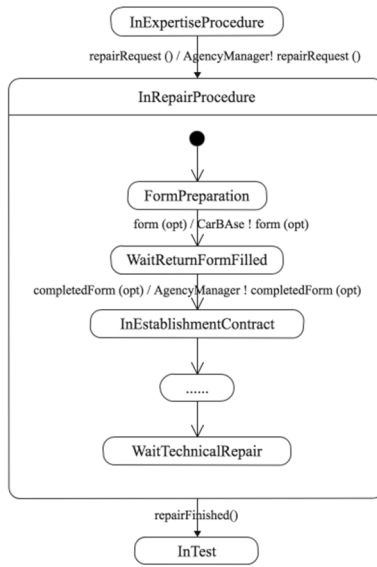 InExpertiseProcedure
repairRequest () / AgencyManager! repairRequest ()
InRepairProcedure
FormPreparation
form (opt) / CarBAse ! form (opt)
WaitReturnFormFilled
completedForm (opt) / AgencyManager ! completedForm (opt)
InEstablishmentContract
......
WaitTechnicalRepair
repairFinished()
InTest